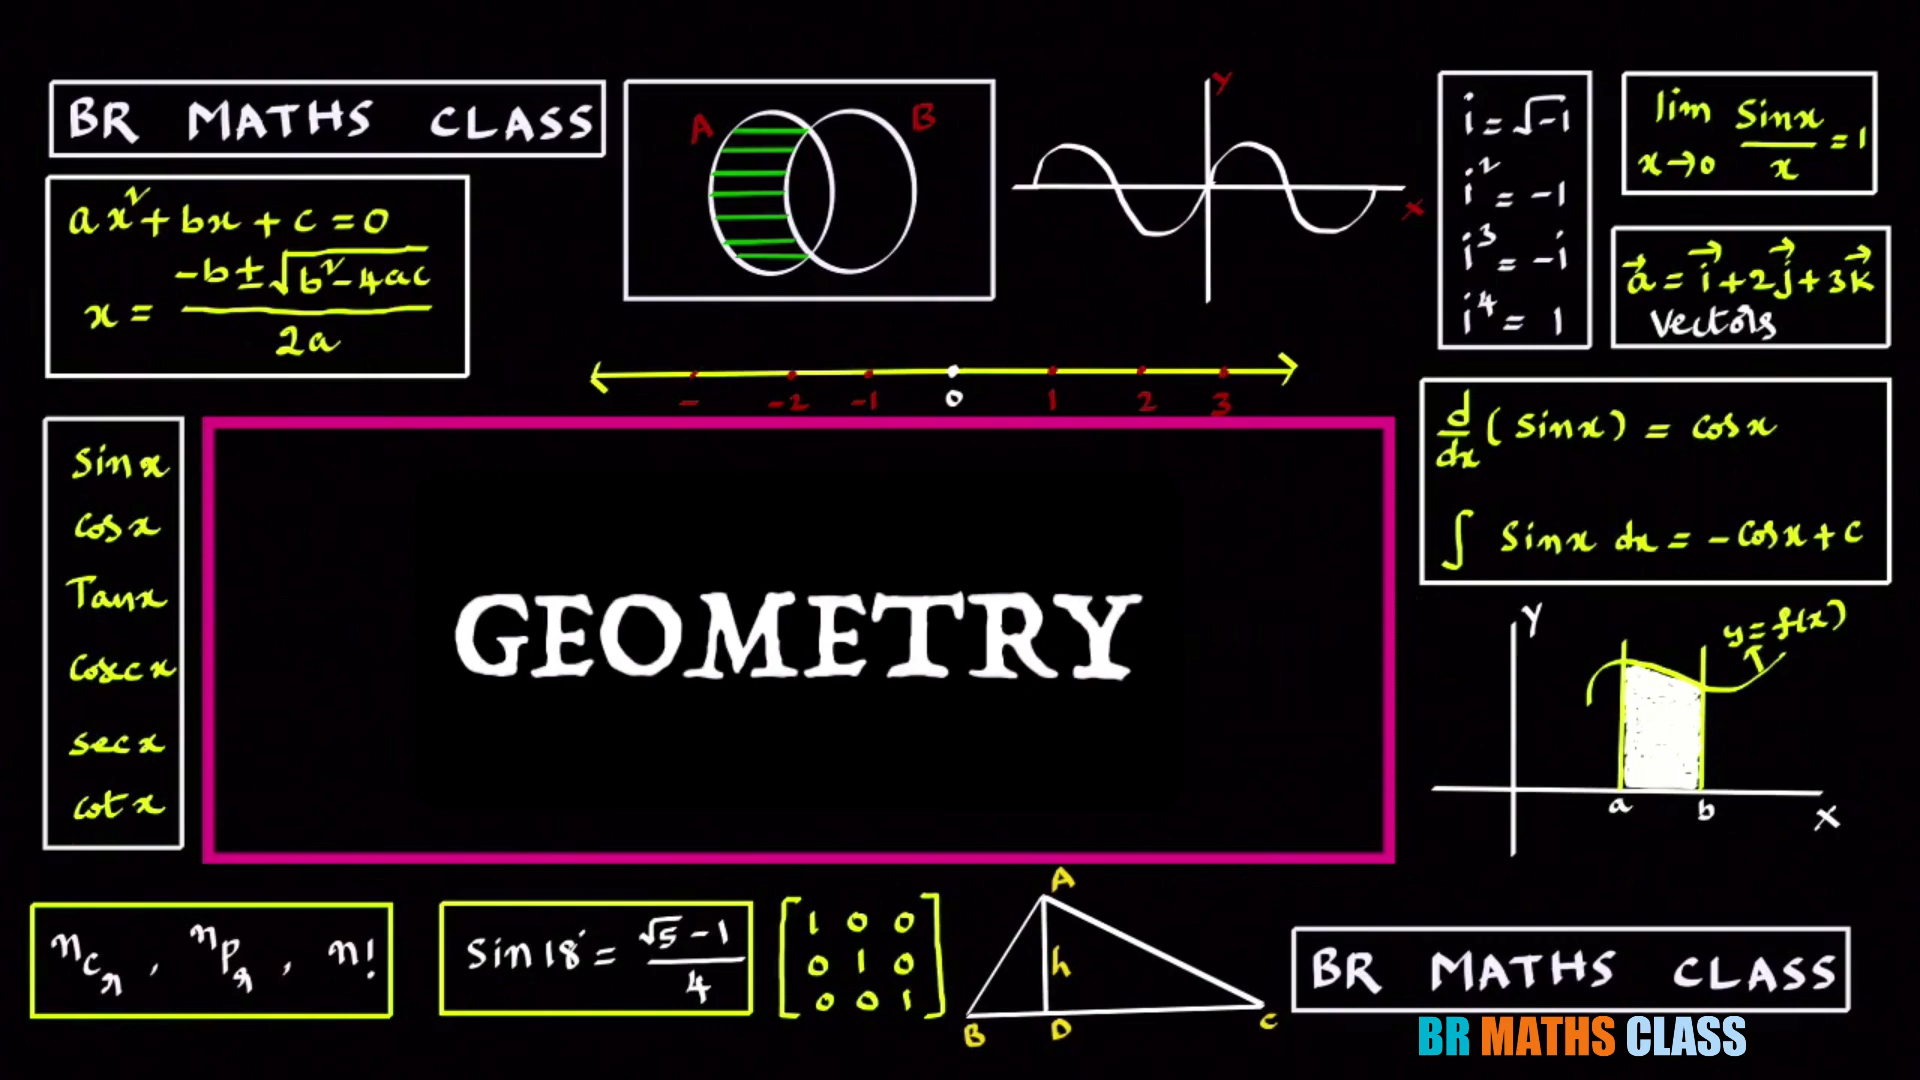 BR MATHS CLASS
ax²+bx+c=0
x = (-b±√(b²-4ac))/2a
A B
Y
X
i=√-1
i²=-1
i³=-i
i⁴=1
lim x→0 Sinx/x =1
a⃗=i⃗+2j⃗+3k⃗
Vectors
- -2 -1 0 1 2 3
Sinx
Cosx
Tanx
Cosecx
secx
cotx
GEOMETRY
d/dx (Sinx) = Cosx
∫ Sinx dx = -Cosx+c
Y
y=f(x)
a b
X
nCr, nPr, n!
Sin18°=(√5-1)/4
1 0 0
0 1 0
0 0 1
A
h
B D C
BR MATHS CLASS
BR MATHS CLASS